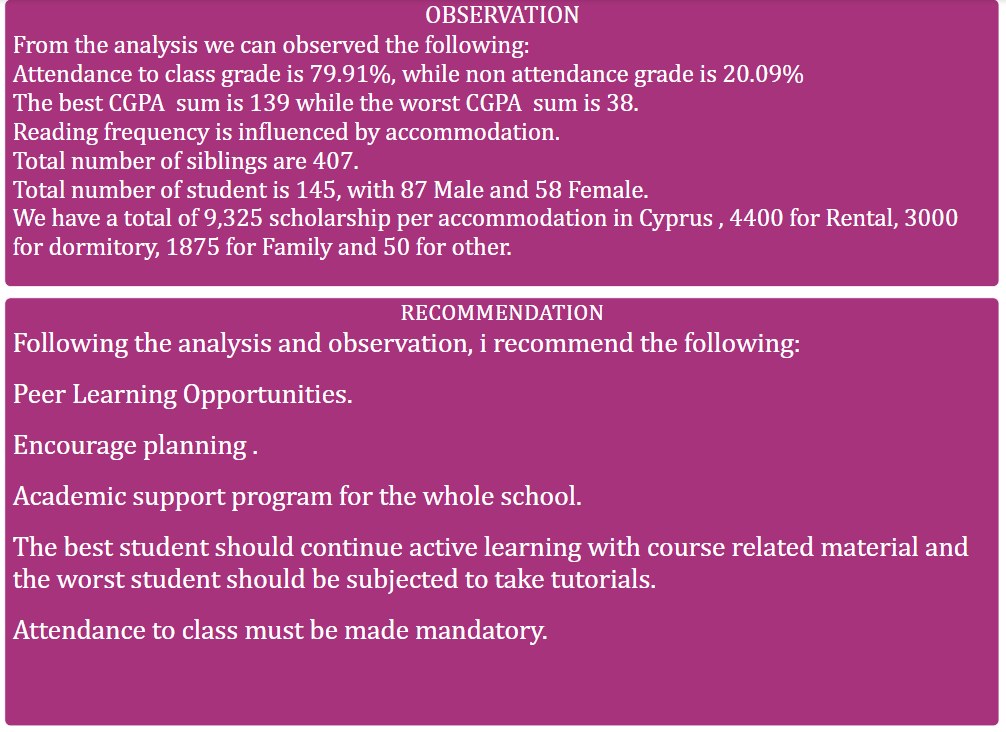 OBSERVATION
From the analysis we can observed the following:
Attendance to class grade is 79.91%, while non attendance grade is 20.09%
The best CGPA  sum is 139 while the worst CGPA  sum is 38.
Reading frequency is influenced by accommodation.
Total number of siblings are 407.
Total number of student is 145, with 87 Male and 58 Female.
We have a total of 9,325 scholarship per accommodation in Cyprus , 4400 for Rental, 3000
for dormitory, 1875 for Family and 50 for other.
RECOMMENDATION
Following the analysis and observation, i recommend the following:
Peer Learning Opportunities.
Encourage planning .
Academic support program for the whole school.
The best student should continue active learning with course related material and
the worst student should be subjected to take tutorials.
Attendance to class must be made mandatory.